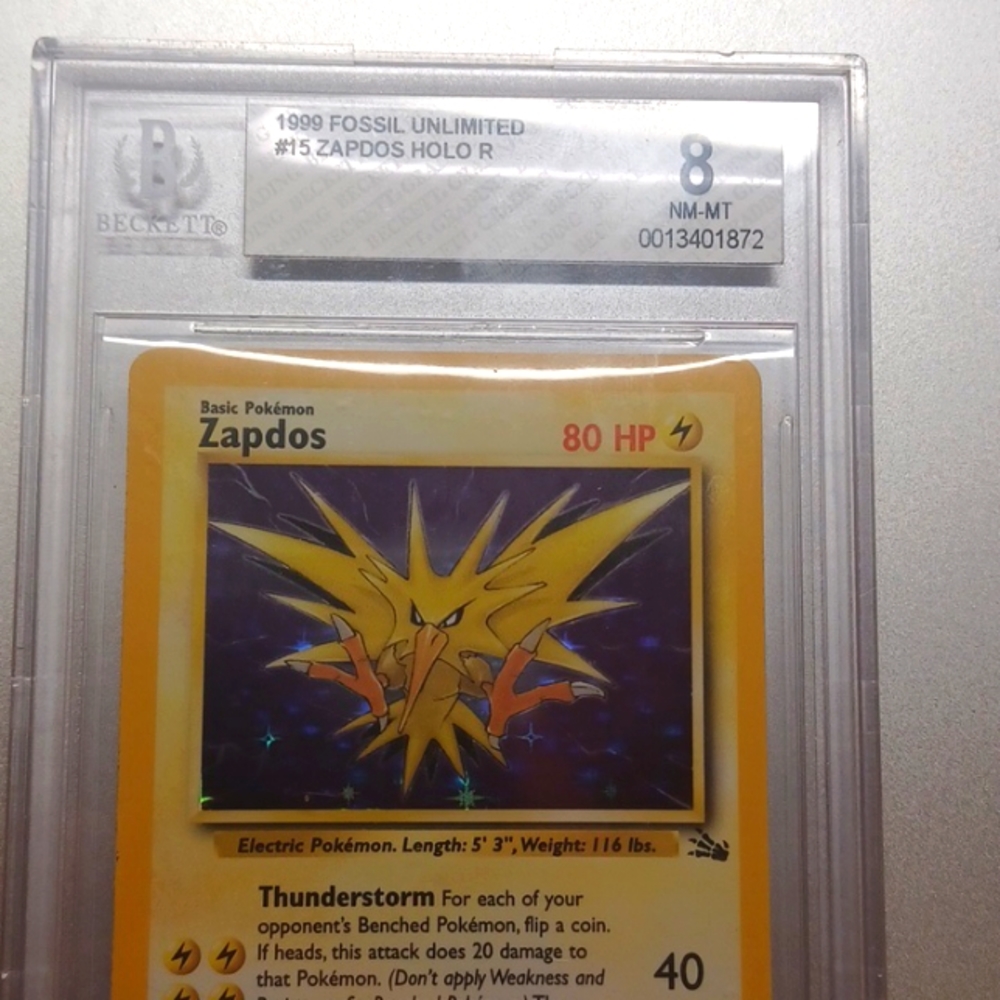 1999 FOSSIL UNLIMITED
#15 ZAPDOS HOLO R
8
NM-MT
0013401872
B
BECKETT®
Basic Pokémon
Zapdos
80 HP
Electric Pokémon. Length: 5' 3", Weight: 116 lbs.
Thunderstorm For each of your
opponent's Benched Pokémon, flip a coin.
If heads, this attack does 20 damage to
that Pokémon. (Don't apply Weakness and
40